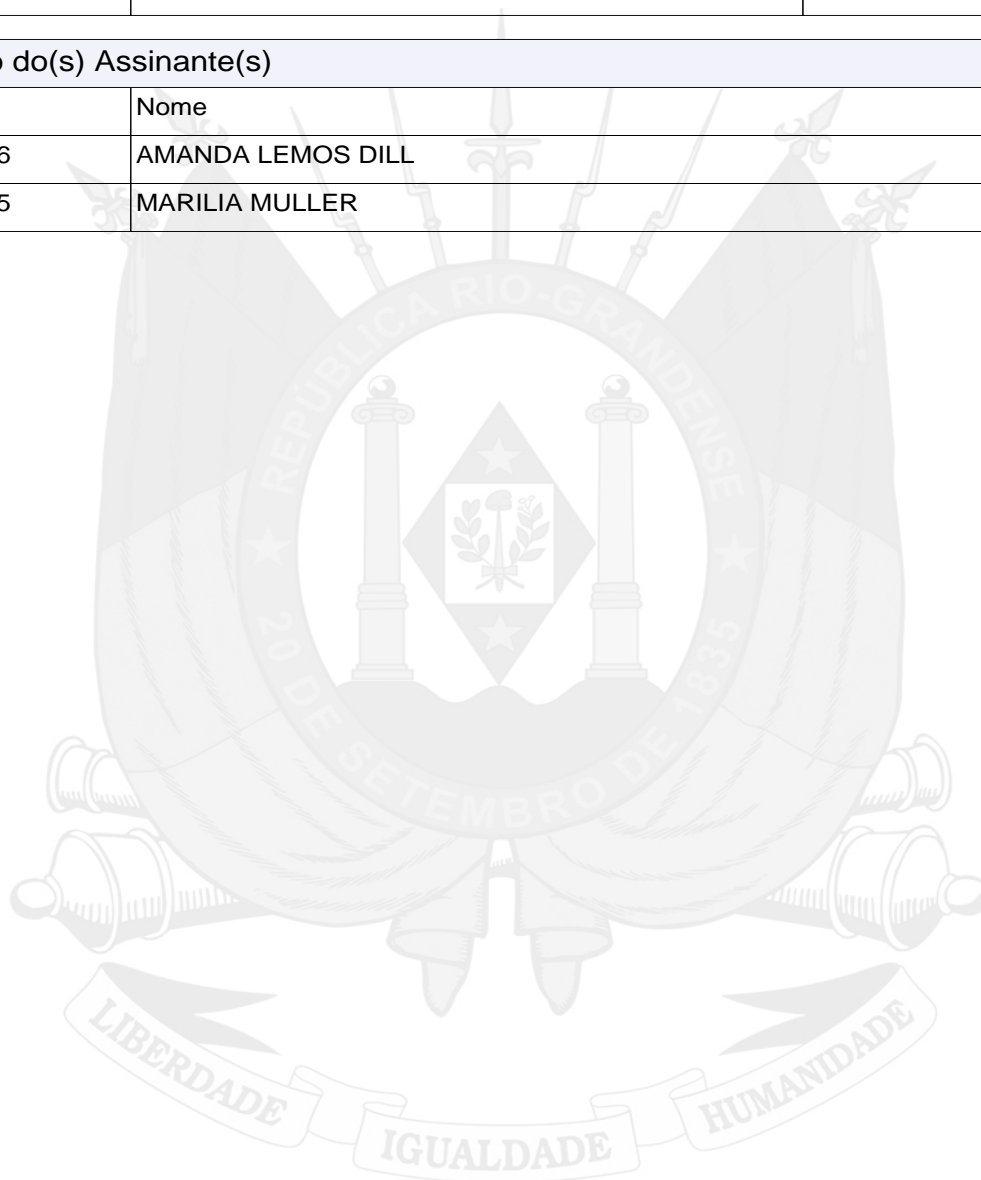 o do(s) Assinante(s)
Nome
6 AMANDA LEMOS DILL
5 MARILIA MULLER
REPÚBLICA RIO-GRANDENSE
★ 20 DE SETEMBRO DE 1835 ★
LIBERDADE IGUALDADE HUMANIDADE